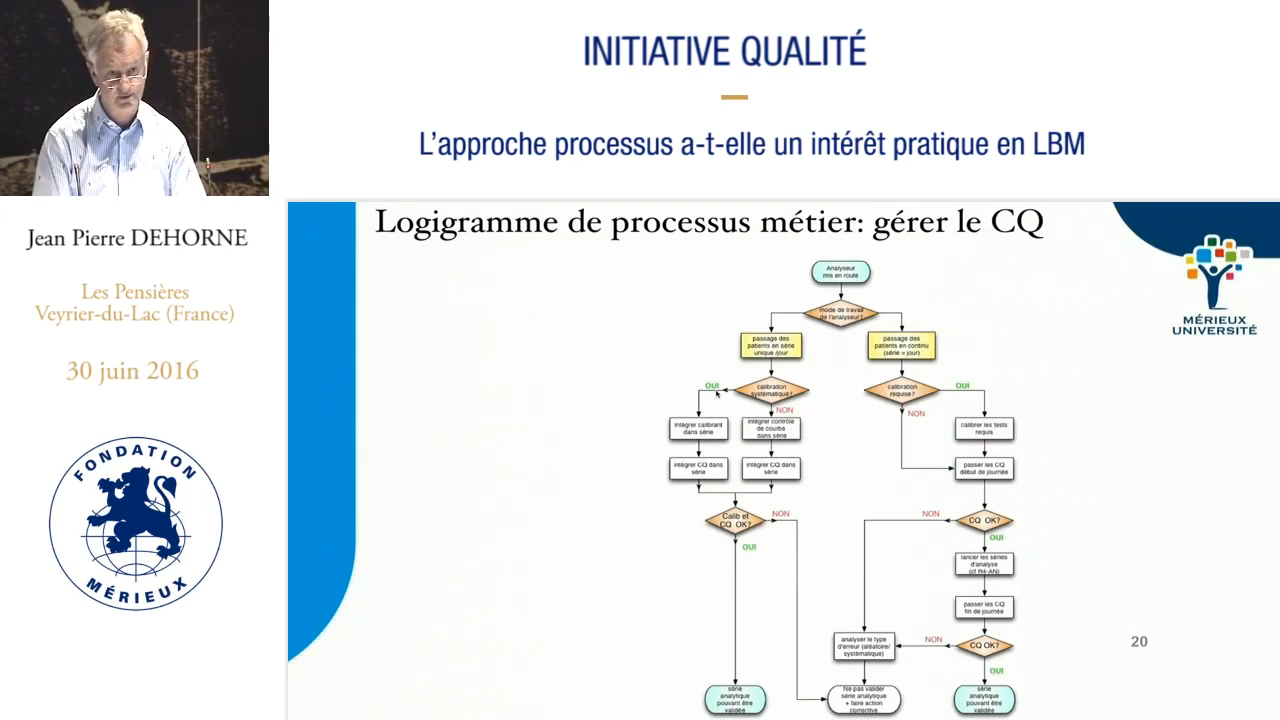 INITIATIVE QUALITÉ
L'approche processus a-t-elle un intérêt pratique en LBM
Jean Pierre DEHORNE
Les Pensières
Veyrier-du-Lac (France)
30 juin 2016
FONDATION
MÉRIEUX
Logigramme de processus métier: gérer le CQ
MÉRIEUX
UNIVERSITÉ
Analyseur
mis en route
mode de travail
de l'analyseur?
passage des
patients en série
unique /jour
passage des
patients en continu
(série = jour)
OUI
calibration
systématique?
NON
calibration
requise?
OUI
NON
intégrer calibrant
dans série
intégrer contrôle
de courbe
dans série
calibrer les tests
requis
intégrer CQ dans
série
intégrer CQ dans
série
passer les CQ
début de journée
Calib et
CQ OK?
NON
OUI
NON
CQ OK?
OUI
lancer les séries
d'analyse
(cf R4-AN)
passer les CQ
fin de journée
analyser le type
d'erreur (aléatoire/
systématique)
NON
CQ OK?
OUI
20
série
analytique
pouvant être
validée
Ne pas valider
série analytique
+ faire action
corrective
série
analytique
pouvant être
validée